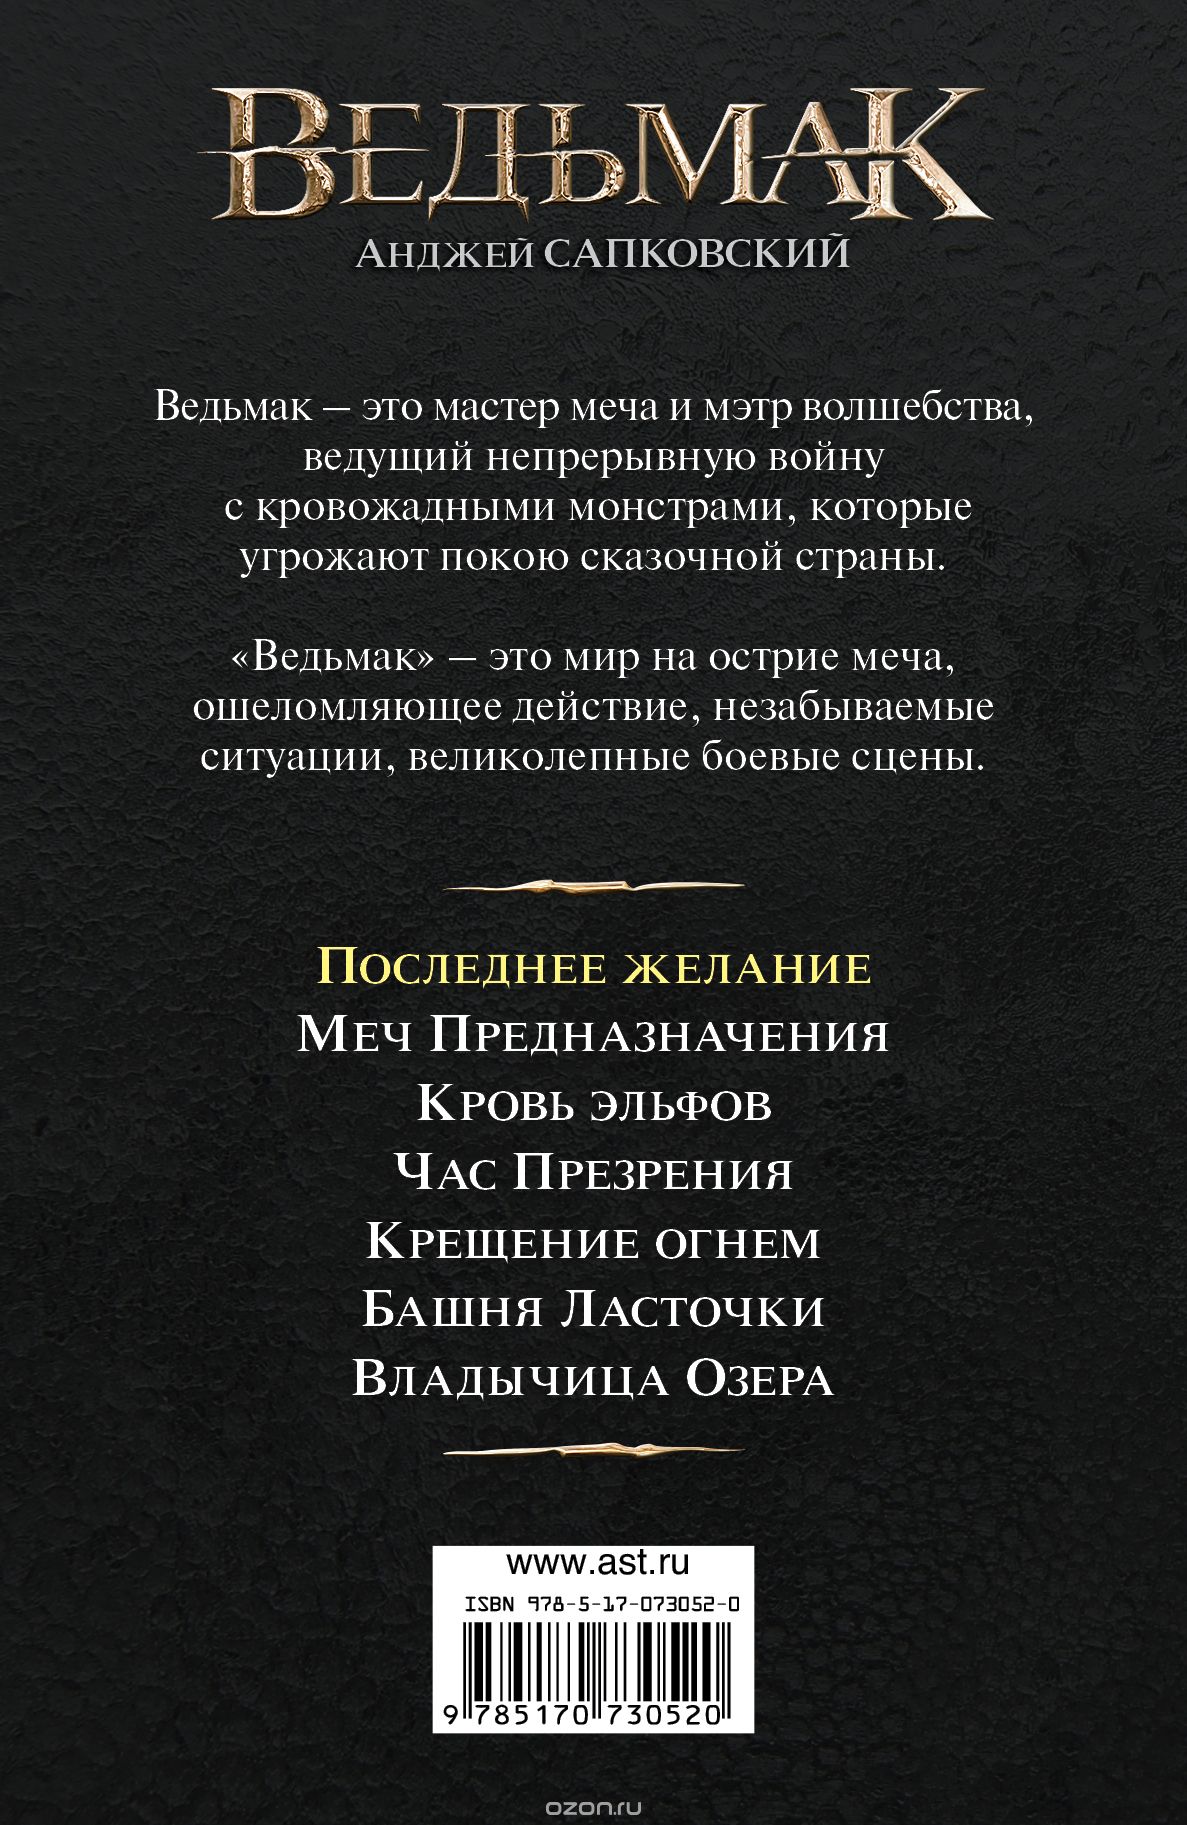 ВЕДЬМАК
АНДЖЕЙ САПКОВСКИЙ
Ведьмак – это мастер меча и мэтр волшебства,
ведущий непрерывную войну
с кровожадными монстрами, которые
угрожают покою сказочной страны.
«Ведьмак» – это мир на острие меча,
ошеломляющее действие, незабываемые
ситуации, великолепные боевые сцены.
ПОСЛЕДНЕЕ ЖЕЛАНИЕ
МЕЧ ПРЕДНАЗНАЧЕНИЯ
КРОВЬ ЭЛЬФОВ
ЧАС ПРЕЗРЕНИЯ
КРЕЩЕНИЕ ОГНЕМ
БАШНЯ ЛАСТОЧКИ
ВЛАДЫЧИЦА ОЗЕРА
www.ast.ru
ISBN 978-5-17-073052-0
9 785170 730520
ozon.ru